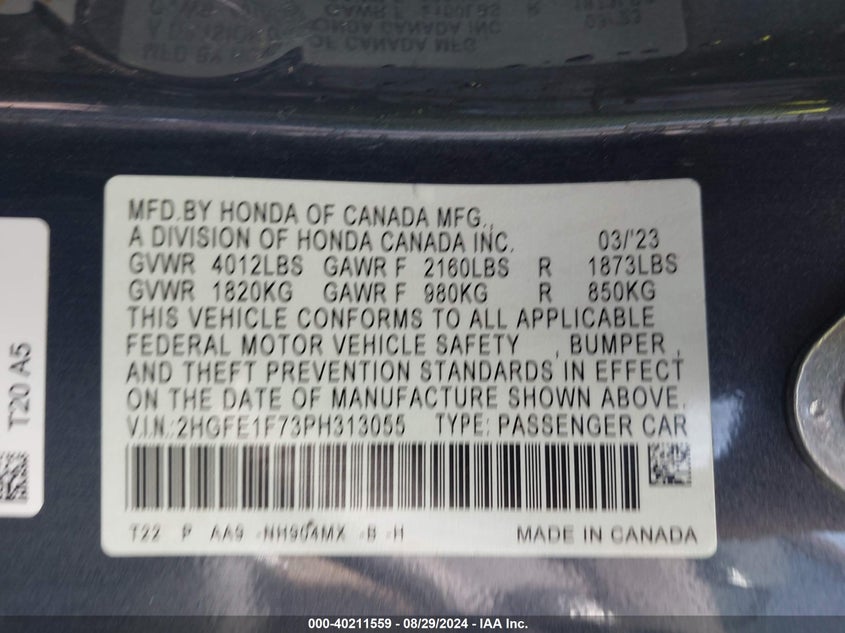 MFD.BY HONDA OF CANADA MFG.,
A DIVISION OF HONDA CANADA INC. 03/'23
GVWR 4012LBS GAWR F 2160LBS R 1873LBS
GVWR 1820KG GAWR F 980KG R 850KG
THIS VEHICLE CONFORMS TO ALL APPLICABLE
FEDERAL MOTOR VEHICLE SAFETY , BUMPER ,
AND THEFT PREVENTION STANDARDS IN EFFECT
ON THE DATE OF MANUFACTURE SHOWN ABOVE.
V.I.N.:2HGFE1F73PH313055 TYPE: PASSENGER CAR
T22 P AA9 -NH904MX -B -H MADE IN CANADA
T20 A5
000-40211559 - 08/29/2024 - IAA Inc.